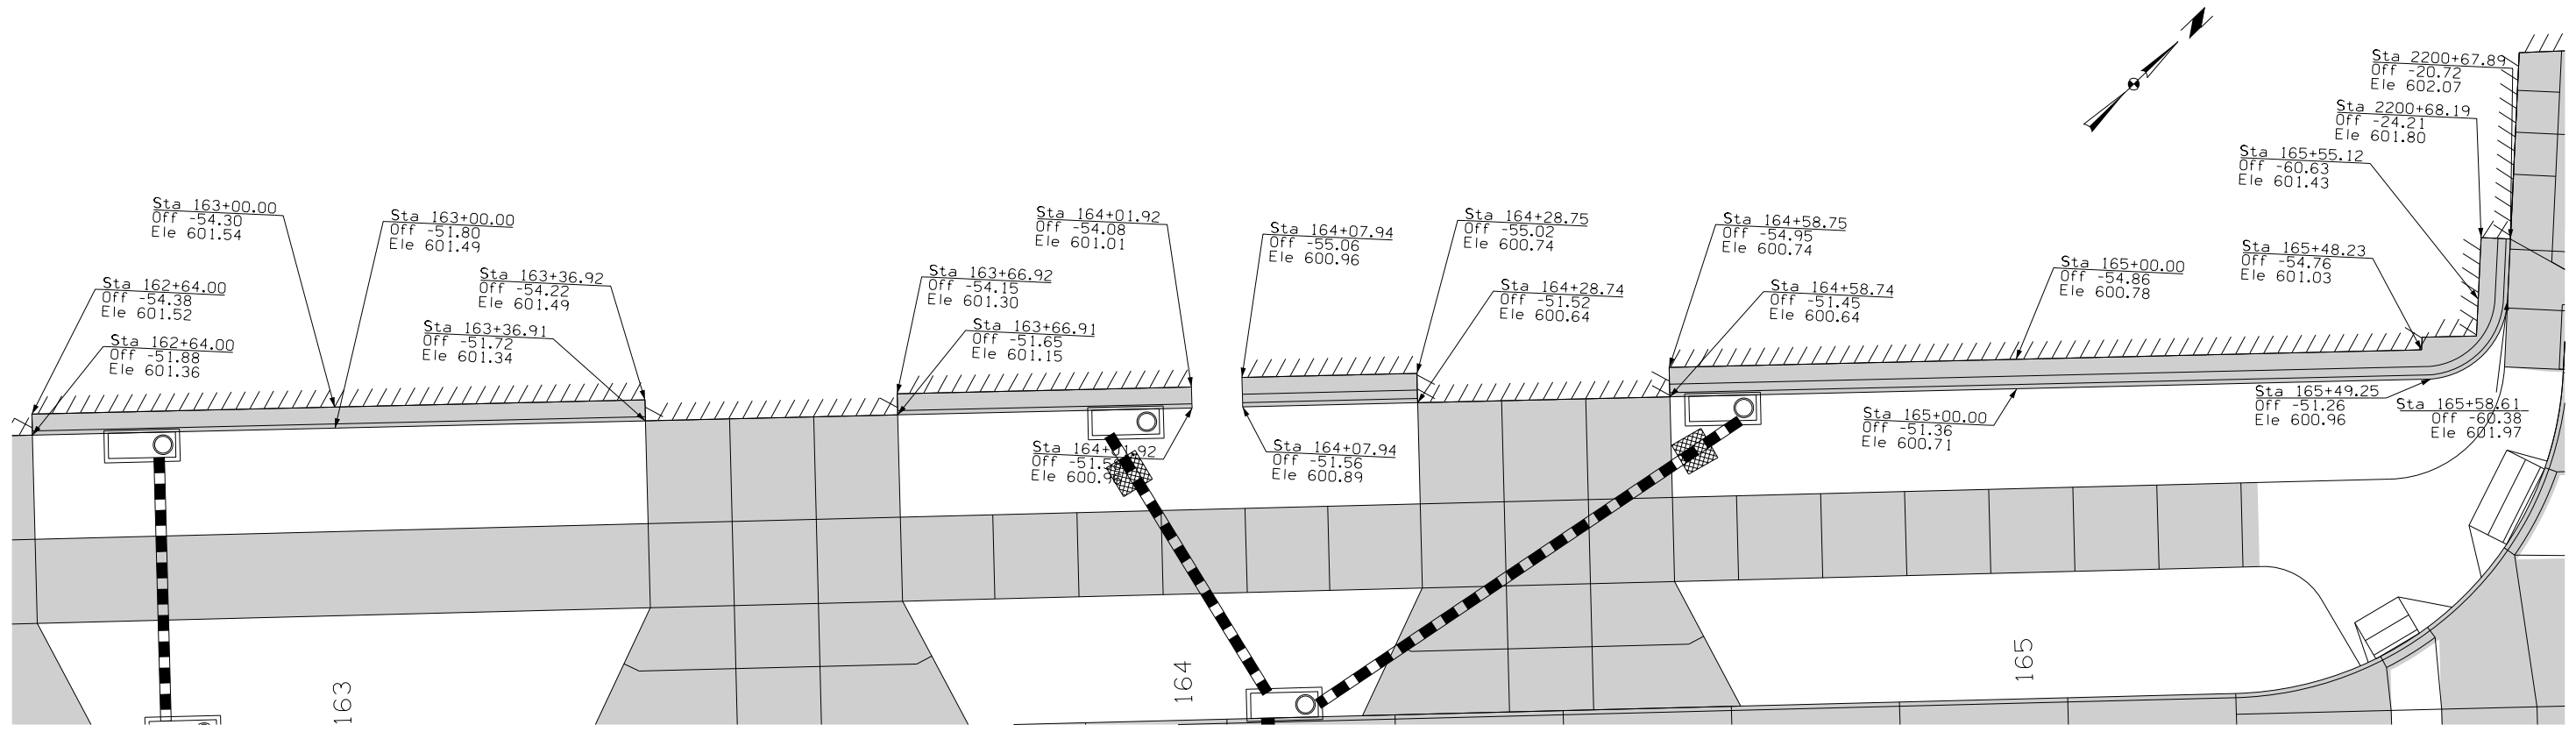 N
Sta 2200+67.89
Off -20.72
Ele 602.07
Sta 2200+68.19
Off -24.21
Ele 601.80
Sta 165+55.12
Off -60.63
Ele 601.43
Sta 163+00.00
Off -54.30
Ele 601.54
Sta 163+00.00
Off -51.80
Ele 601.49
Sta 164+01.92
Off -54.08
Ele 601.01
Sta 164+07.94
Off -55.06
Ele 600.96
Sta 164+28.75
Off -55.02
Ele 600.74
Sta 164+58.75
Off -54.95
Ele 600.74
Sta 165+00.00
Off -54.86
Ele 600.78
Sta 165+48.23
Off -54.76
Ele 601.03
Sta 162+64.00
Off -54.38
Ele 601.52
Sta 163+36.92
Off -54.22
Ele 601.49
Sta 163+66.92
Off -54.15
Ele 601.30
Sta 164+28.74
Off -51.52
Ele 600.64
Sta 164+58.74
Off -51.45
Ele 600.64
Sta 162+64.00
Off -51.88
Ele 601.36
Sta 163+36.91
Off -51.72
Ele 601.34
Sta 163+66.91
Off -51.65
Ele 601.15
Sta
Off
Ele
Sta 164+07.94
Off -51.56
Ele 600.89
Sta 165+00.00
Off -51.36
Ele 600.71
Sta 165+49.25
Off -51.26
Ele 600.96
Sta 165+58.61
Off -60.38
Ele 601.97
163
164
165